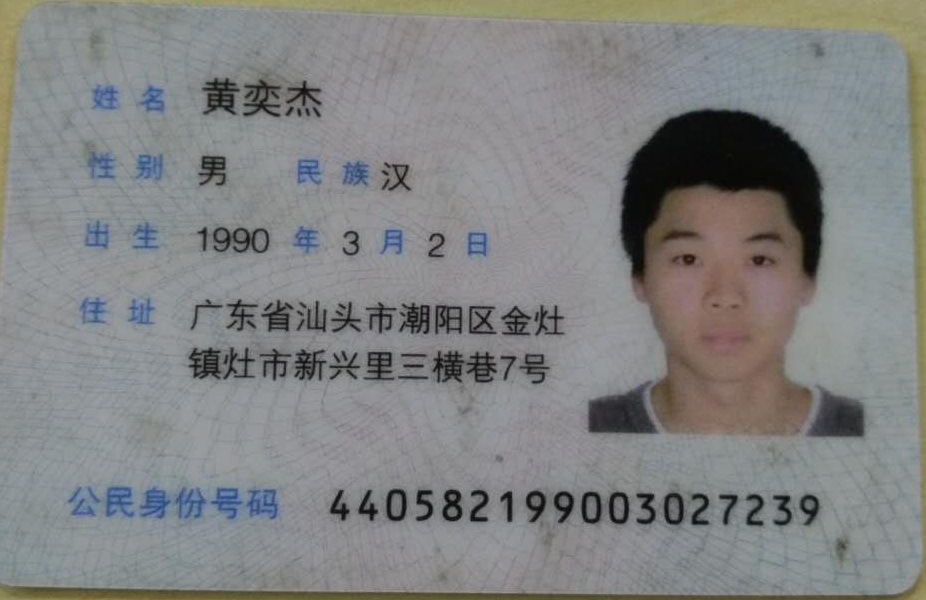 姓名 黄奕杰
性别 男 民族 汉
出生 1990 年 3 月 2 日
住址 广东省汕头市潮阳区金灶
镇灶市新兴里三横巷7号
公民身份号码 440582199003027239